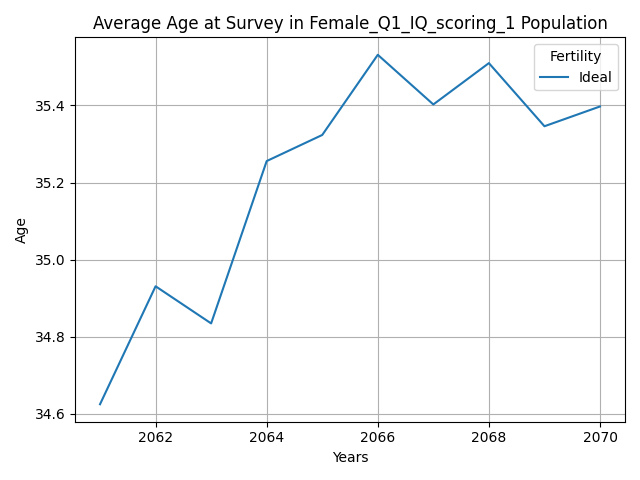 Average Age at Survey in Female_Q1_IQ_scoring_1 Population
Fertility
Ideal
35.4
35.2
35.0
34.8
34.6
Age
2062 2064 2066 2068 2070
Years